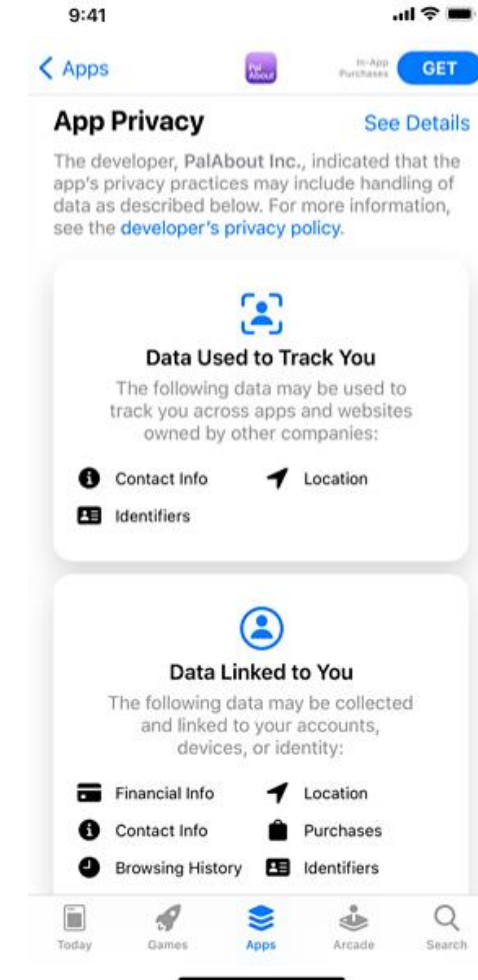 9:41
Apps
Pal About
In-App
Purchases
GET
App Privacy
See Details
The developer, PalAbout Inc., indicated that the
app's privacy practices may include handling of
data as described below. For more information,
see the developer's privacy policy.
Data Used to Track You
The following data may be used to
track you across apps and websites
owned by other companies:
Contact Info
Location
Identifiers
Data Linked to You
The following data may be collected
and linked to your accounts,
devices, or identity:
Financial Info
Location
Contact Info
Purchases
Browsing History
Identifiers
Today
Games
Apps
Arcade
Search